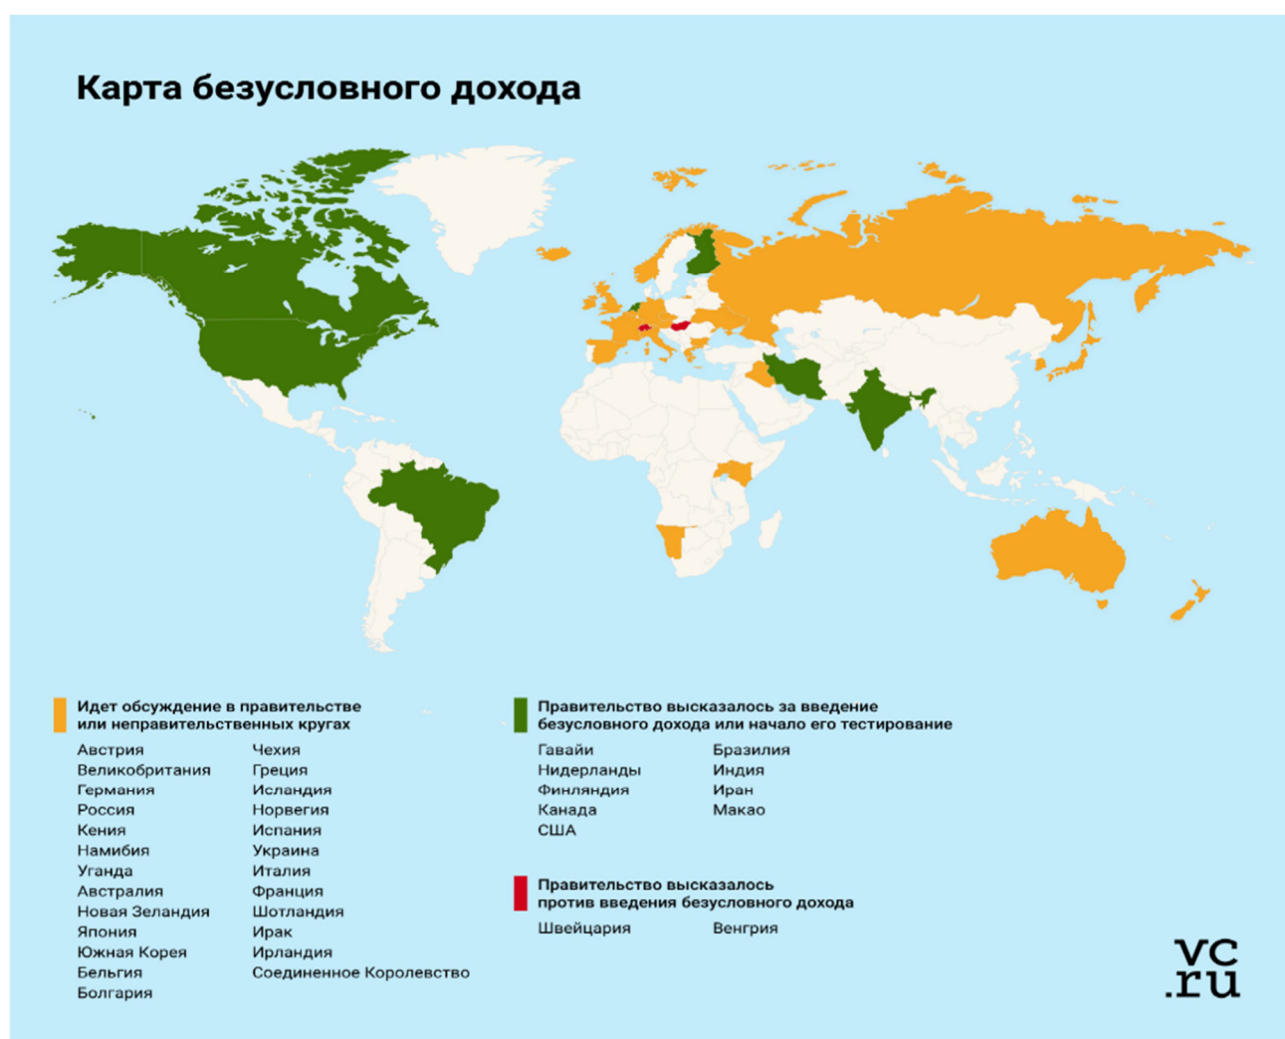 Карта безусловного дохода
Идет обсуждение в правительстве
или неправительственных кругах
Австрия
Великобритания
Германия
Россия
Кения
Намибия
Уганда
Австралия
Новая Зеландия
Япония
Южная Корея
Бельгия
Болгария
Чехия
Греция
Исландия
Норвегия
Испания
Украина
Италия
Франция
Шотландия
Ирак
Ирландия
Соединенное Королевство
Правительство высказалось за введение
безусловного дохода или начало его тестирование
Гавайи
Нидерланды
Финляндия
Канада
США
Бразилия
Индия
Иран
Макао
Правительство высказалось
против введения безусловного дохода
Швейцария
Венгрия
vc
.ru